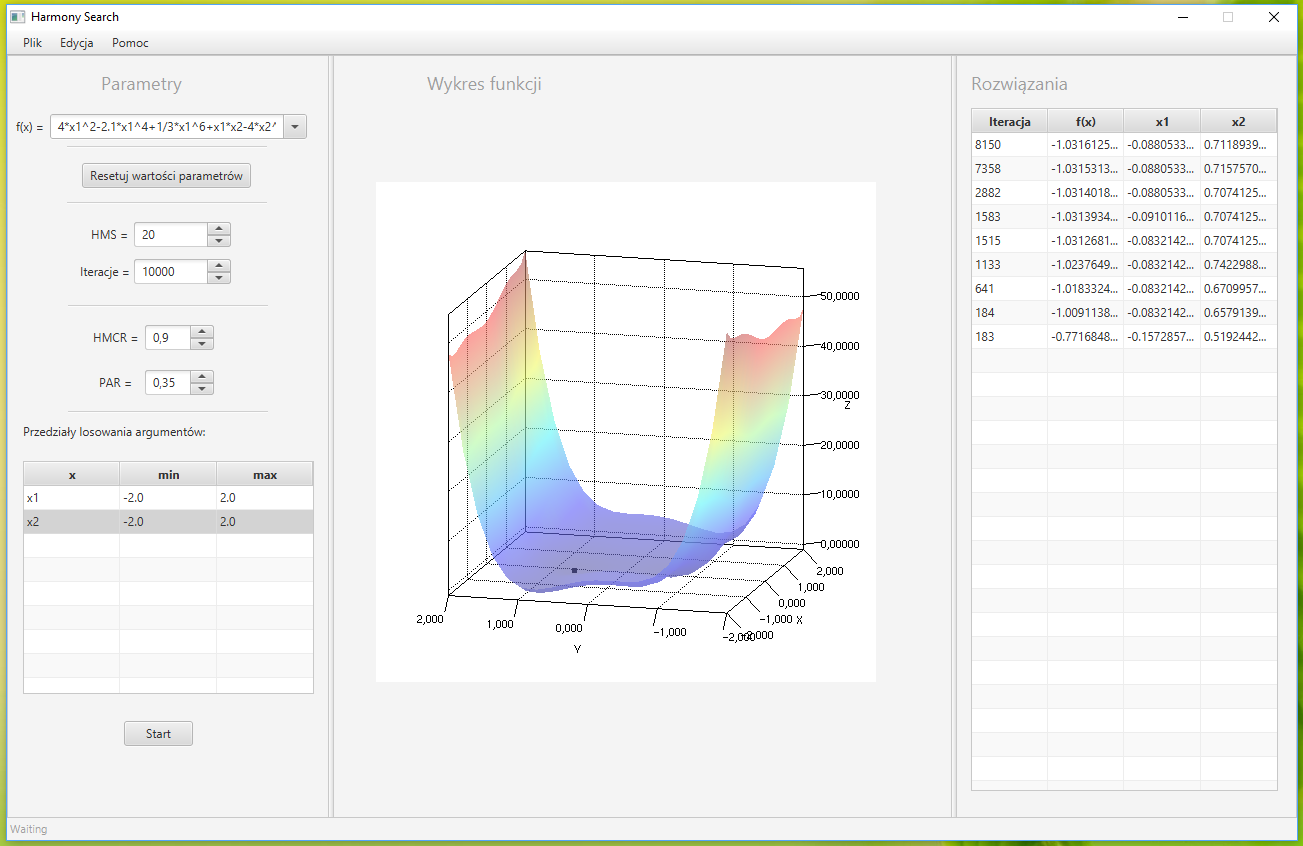 Harmony Search
Plik Edycja Pomoc
Parametry
f(x) = 4*x1^2-2.1*x1^4+1/3*x1^6+x1*x2-4*x2^
Resetuj wartości parametrów
HMS = 20
Iteracje = 10000
HMCR = 0,9
PAR = 0,35
Przedziały losowania argumentów:
x min max
x1 -2.0 2.0
x2 -2.0 2.0
Start
Waiting
Wykres funkcji
50,0000
40,0000
30,0000
Z
20,0000
10,0000
0,00000
2,000
1,000
0,000
−1,000 X
−2,000
2,000
1,000
0,000
−1,000
−2,000
Y
Rozwiązania
Iteracja f(x) x1 x2
8150 -1.0316125... -0.0880533... 0.7118939...
7358 -1.0315313... -0.0880533... 0.7157570...
2882 -1.0314018... -0.0880533... 0.7074125...
1583 -1.0313934... -0.0910116... 0.7074125...
1515 -1.0312681... -0.0832142... 0.7074125...
1133 -1.0237649... -0.0832142... 0.7422988...
641 -1.0183324... -0.0832142... 0.6709957...
184 -1.0091138... -0.0832142... 0.6579139...
183 -0.7716848... -0.1572857... 0.5192442...